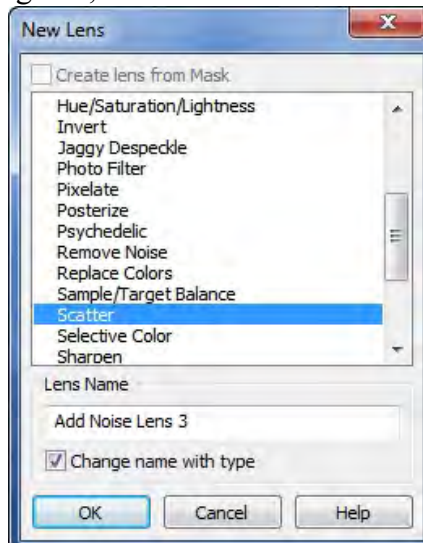 New Lens
Create lens from Mask
Hue/Saturation/Lightness
Invert
Jaggy Despeckle
Photo Filter
Pixelate
Posterize
Psychedelic
Remove Noise
Replace Colors
Sample/Target Balance
Scatter
Selective Color
Sharpen
Lens Name
Add Noise Lens 3
Change name with type
OK Cancel Help